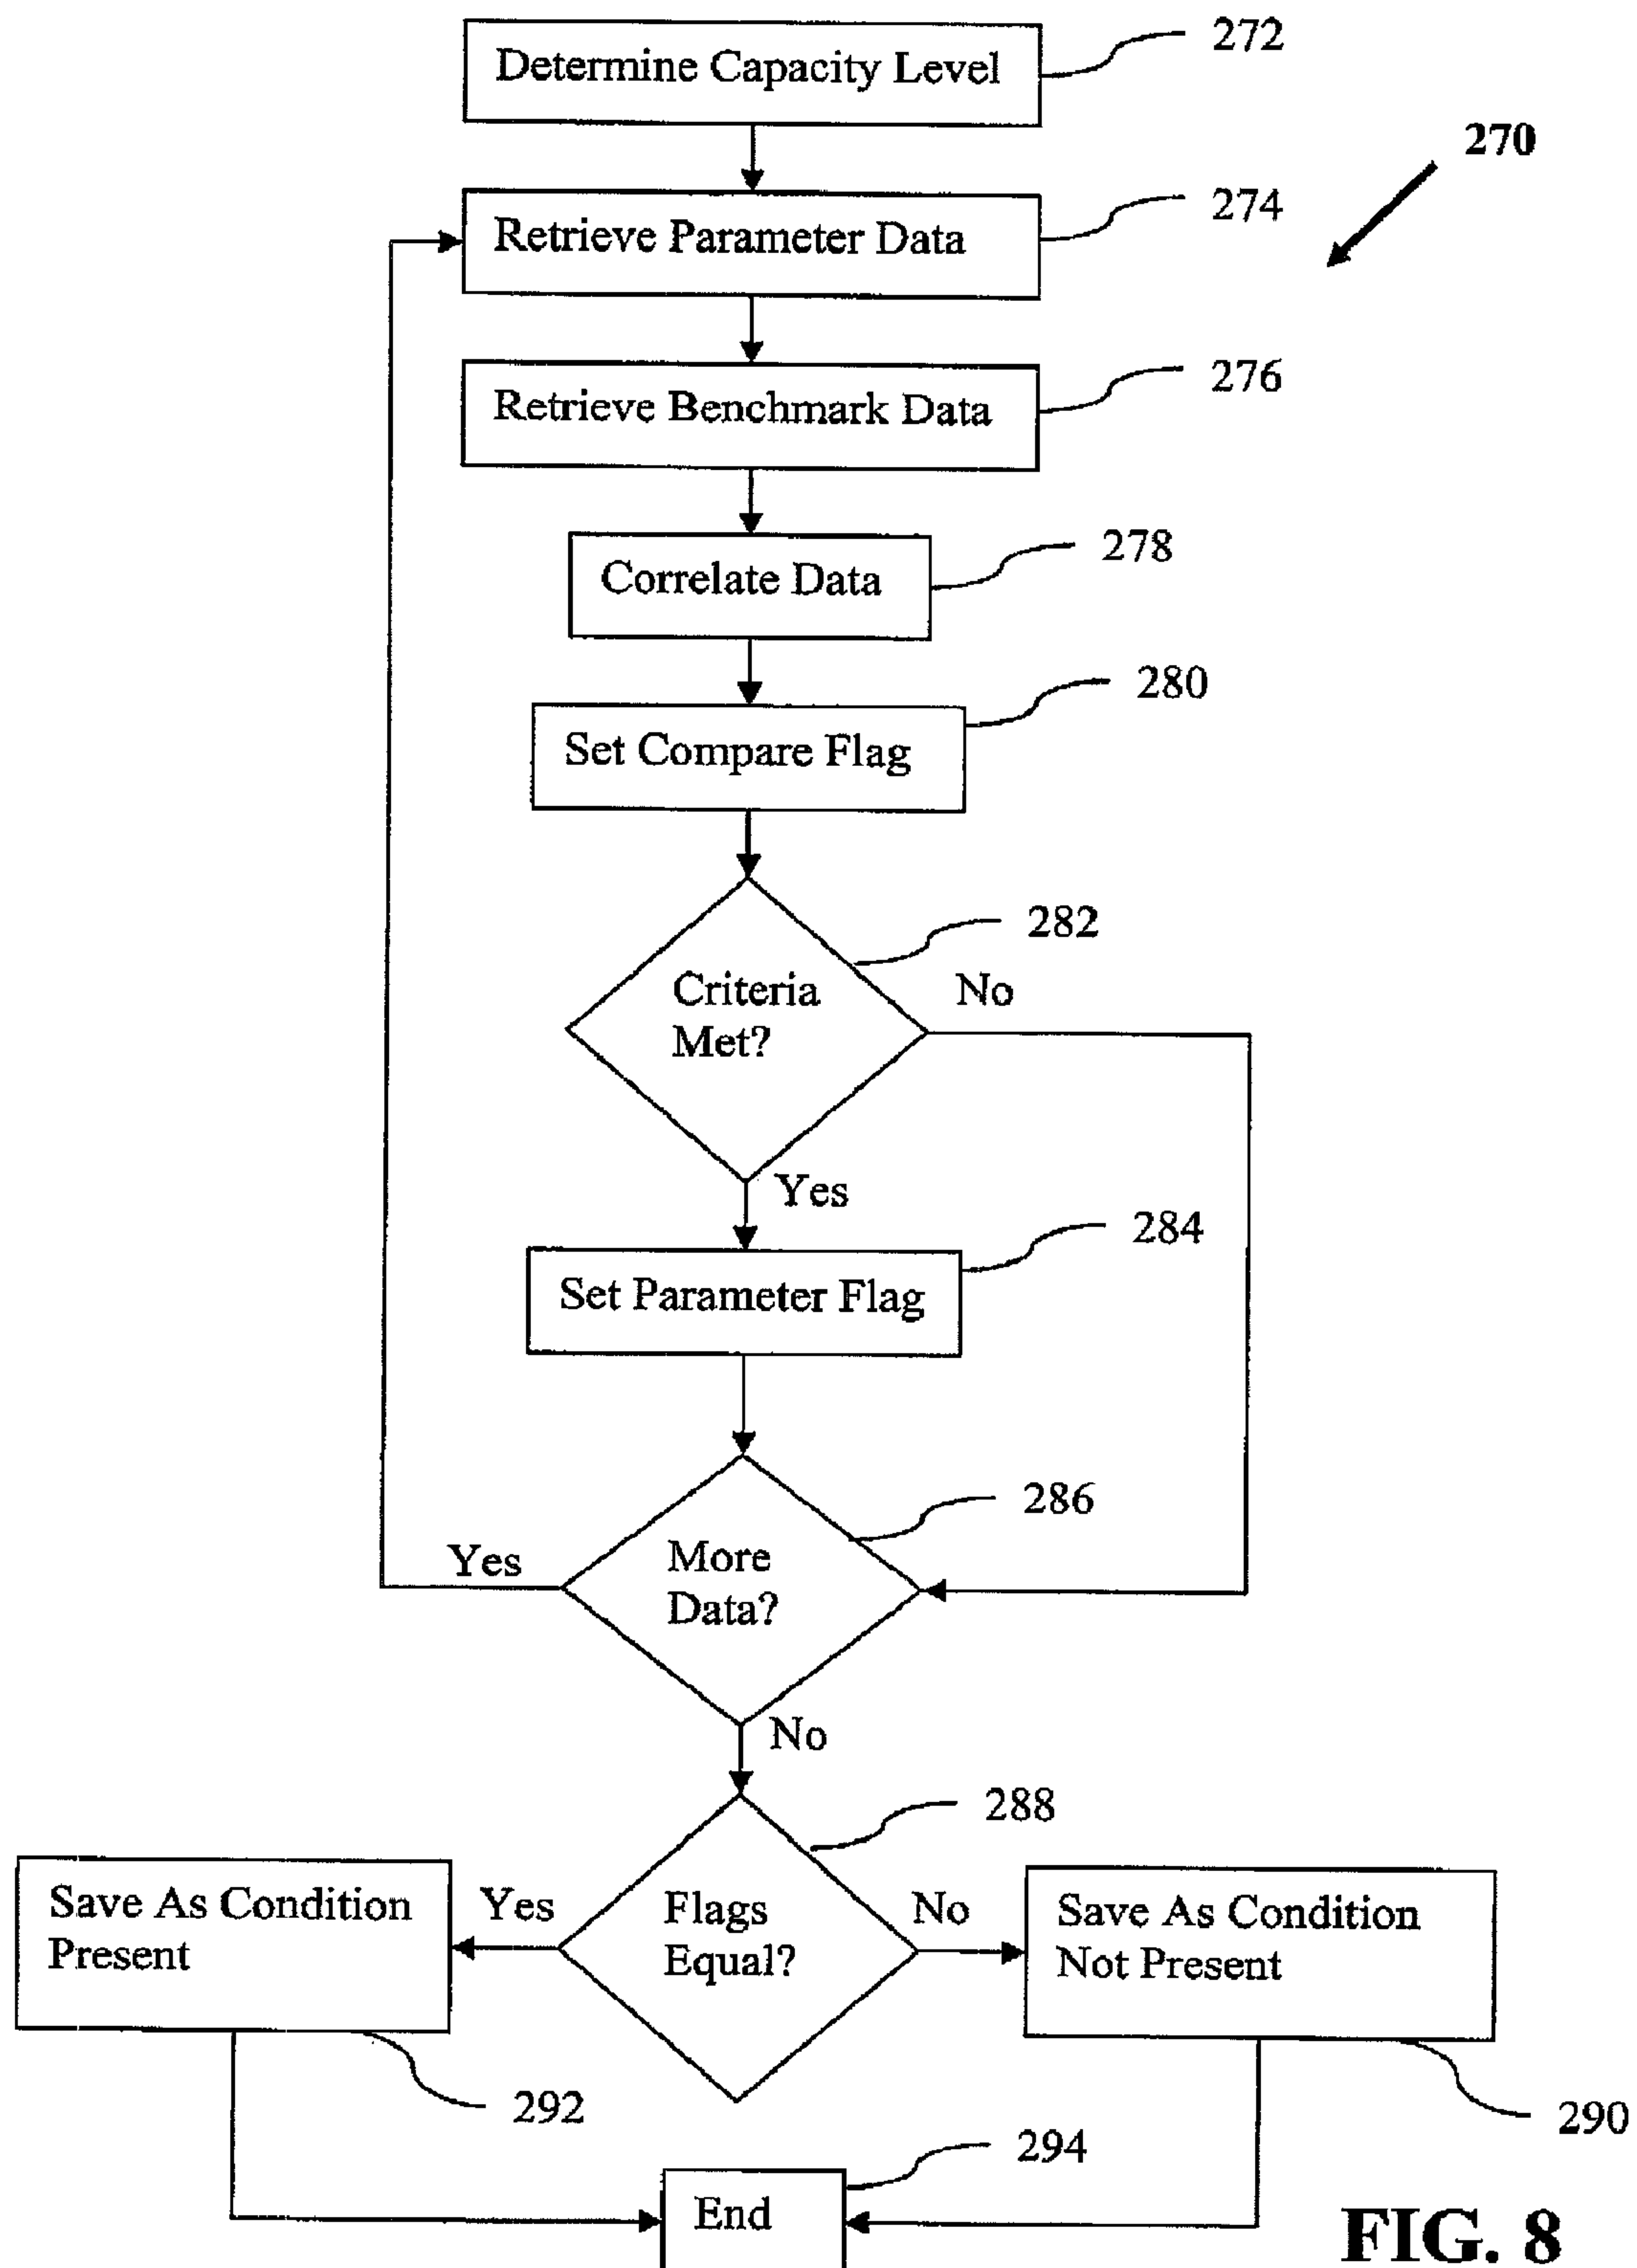 Determine Capacity Level
272
270
Retrieve Parameter Data
274
Retrieve Benchmark Data
276
Correlate Data
278
Set Compare Flag
280
282
Criteria
Met?
No
Yes
Set Parameter Flag
284
286
More
Data?
Yes
No
288
Save As Condition
Present
Yes
Flags
Equal?
No
Save As Condition
Not Present
292
290
294
End
FIG. 8